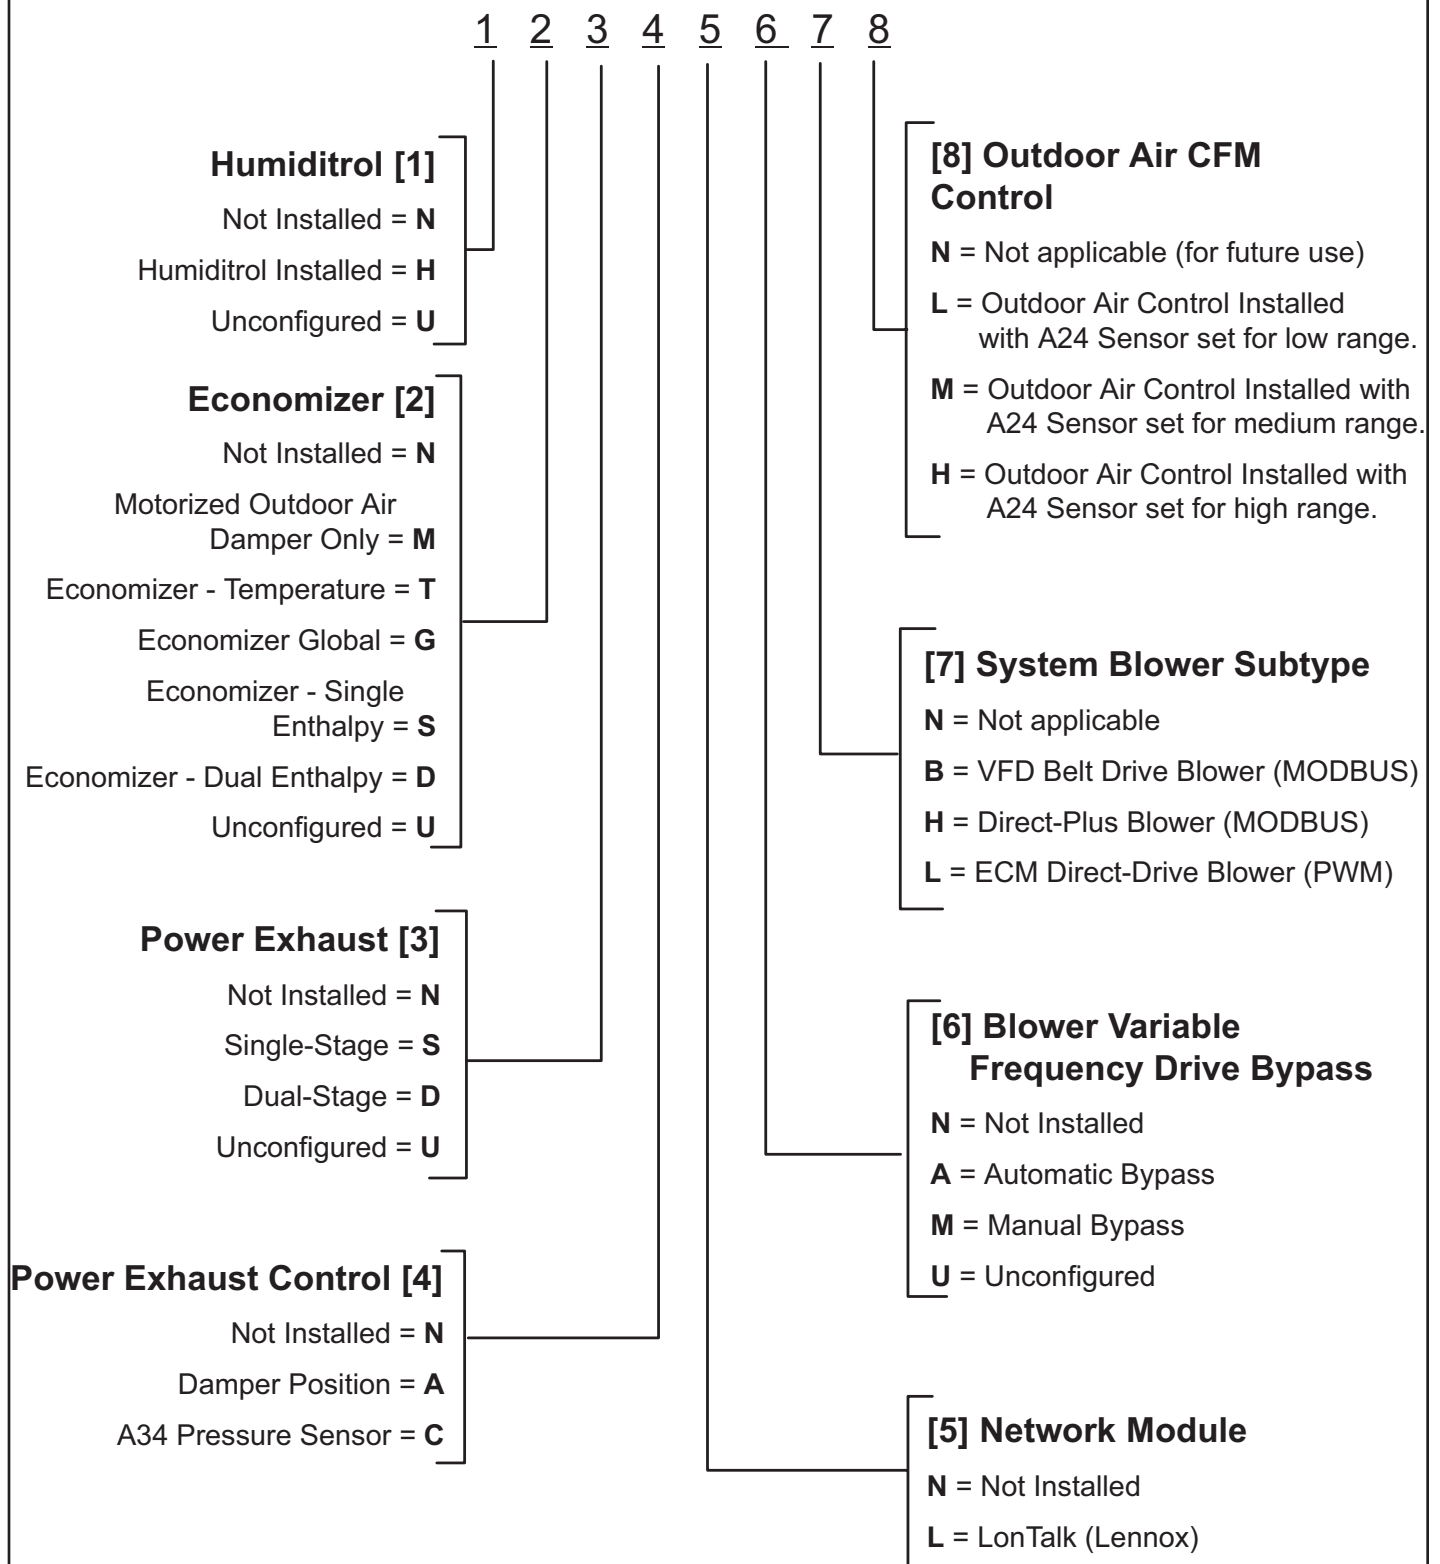 1 2 3 4 5 6 7 8
Humiditrol [1]
Not Installed = N
Humiditrol Installed = H
Unconfigured = U
Economizer [2]
Not Installed = N
Motorized Outdoor Air
Damper Only = M
Economizer - Temperature = T
Economizer Global = G
Economizer - Single
Enthalpy = S
Economizer - Dual Enthalpy = D
Unconfigured = U
Power Exhaust [3]
Not Installed = N
Single-Stage = S
Dual-Stage = D
Unconfigured = U
Power Exhaust Control [4]
Not Installed = N
Damper Position = A
A34 Pressure Sensor = C
[8] Outdoor Air CFM
Control
N = Not applicable (for future use)
L = Outdoor Air Control Installed
with A24 Sensor set for low range.
M = Outdoor Air Control Installed with
A24 Sensor set for medium range.
H = Outdoor Air Control Installed with
A24 Sensor set for high range.
[7] System Blower Subtype
N = Not applicable
B = VFD Belt Drive Blower (MODBUS)
H = Direct-Plus Blower (MODBUS)
L = ECM Direct-Drive Blower (PWM)
[6] Blower Variable
Frequency Drive Bypass
N = Not Installed
A = Automatic Bypass
M = Manual Bypass
U = Unconfigured
[5] Network Module
N = Not Installed
L = LonTalk (Lennox)